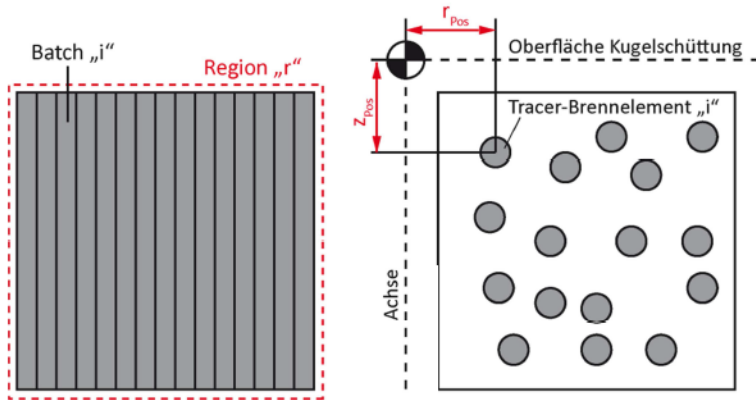 Batch „i“
Region „r“
r_Pos
Oberfläche Kugelschüttung
z_Pos
Tracer-Brennelement „i“
Achse